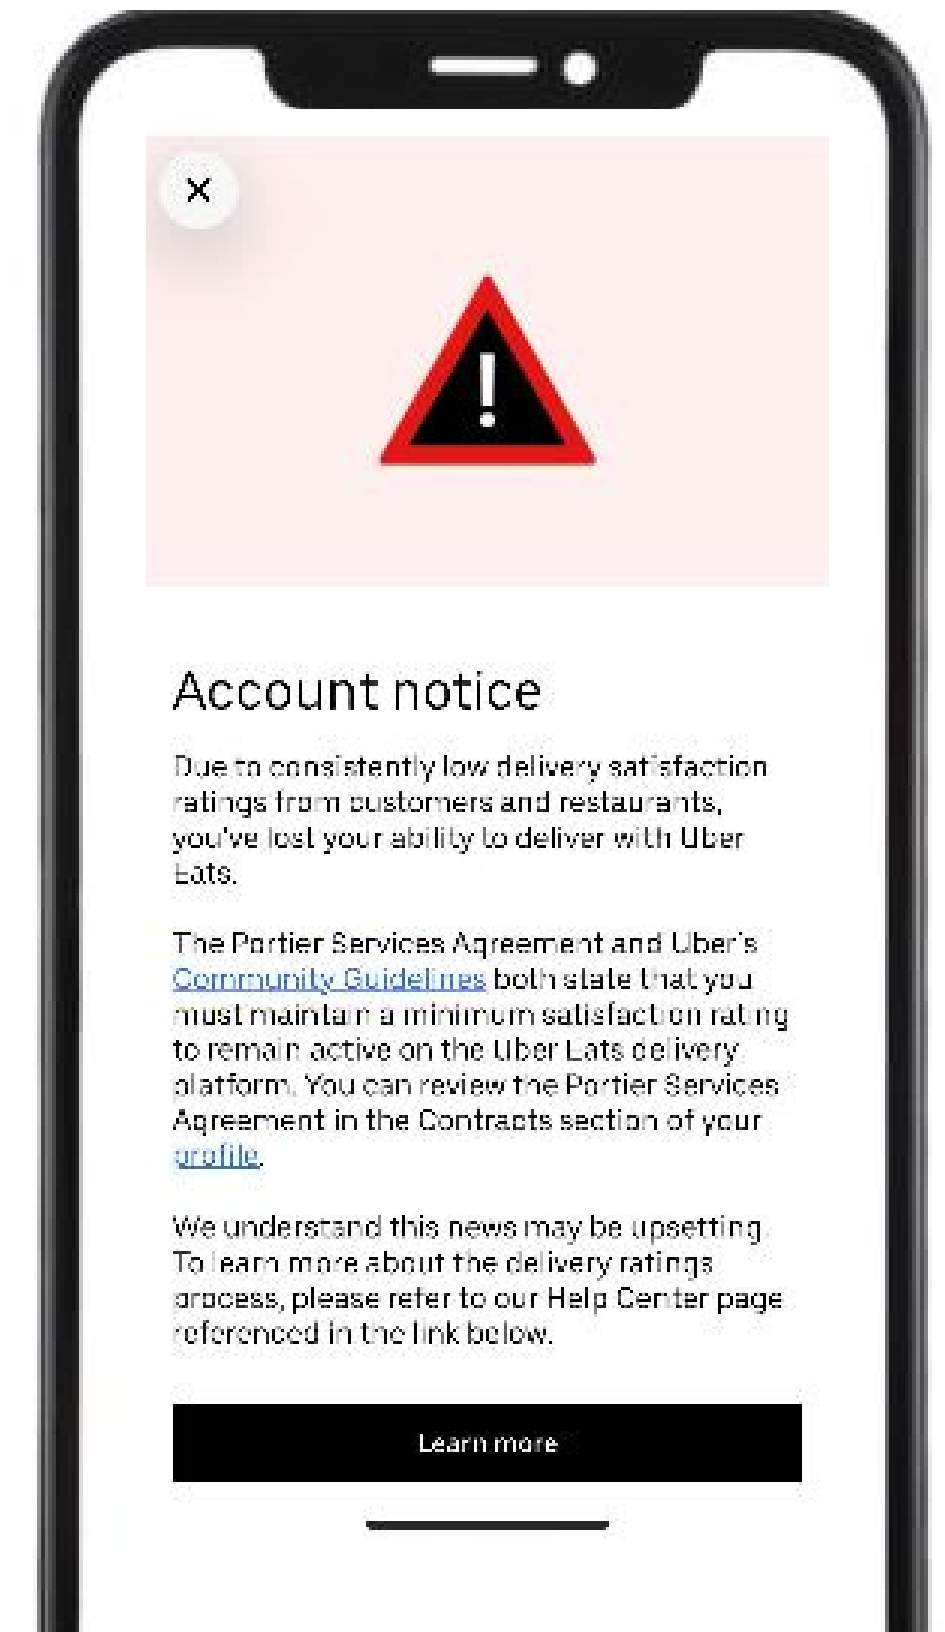 Account notice
Due to consistently low delivery satisfaction
ratings from customers and restaurants,
you've lost your ability to deliver with Uber
Eats.
The Portier Services Agreement and Uber's
Community Guidelines both state that you
must maintain a minimum satisfaction rating
to remain active on the Uber Eats delivery
platform. You can review the Portier Services
Agreement in the Contracts section of your
profile.
We understand this news may be upsetting.
To learn more about the delivery ratings
process, please refer to our Help Center page
referenced in the link below.
Learn more